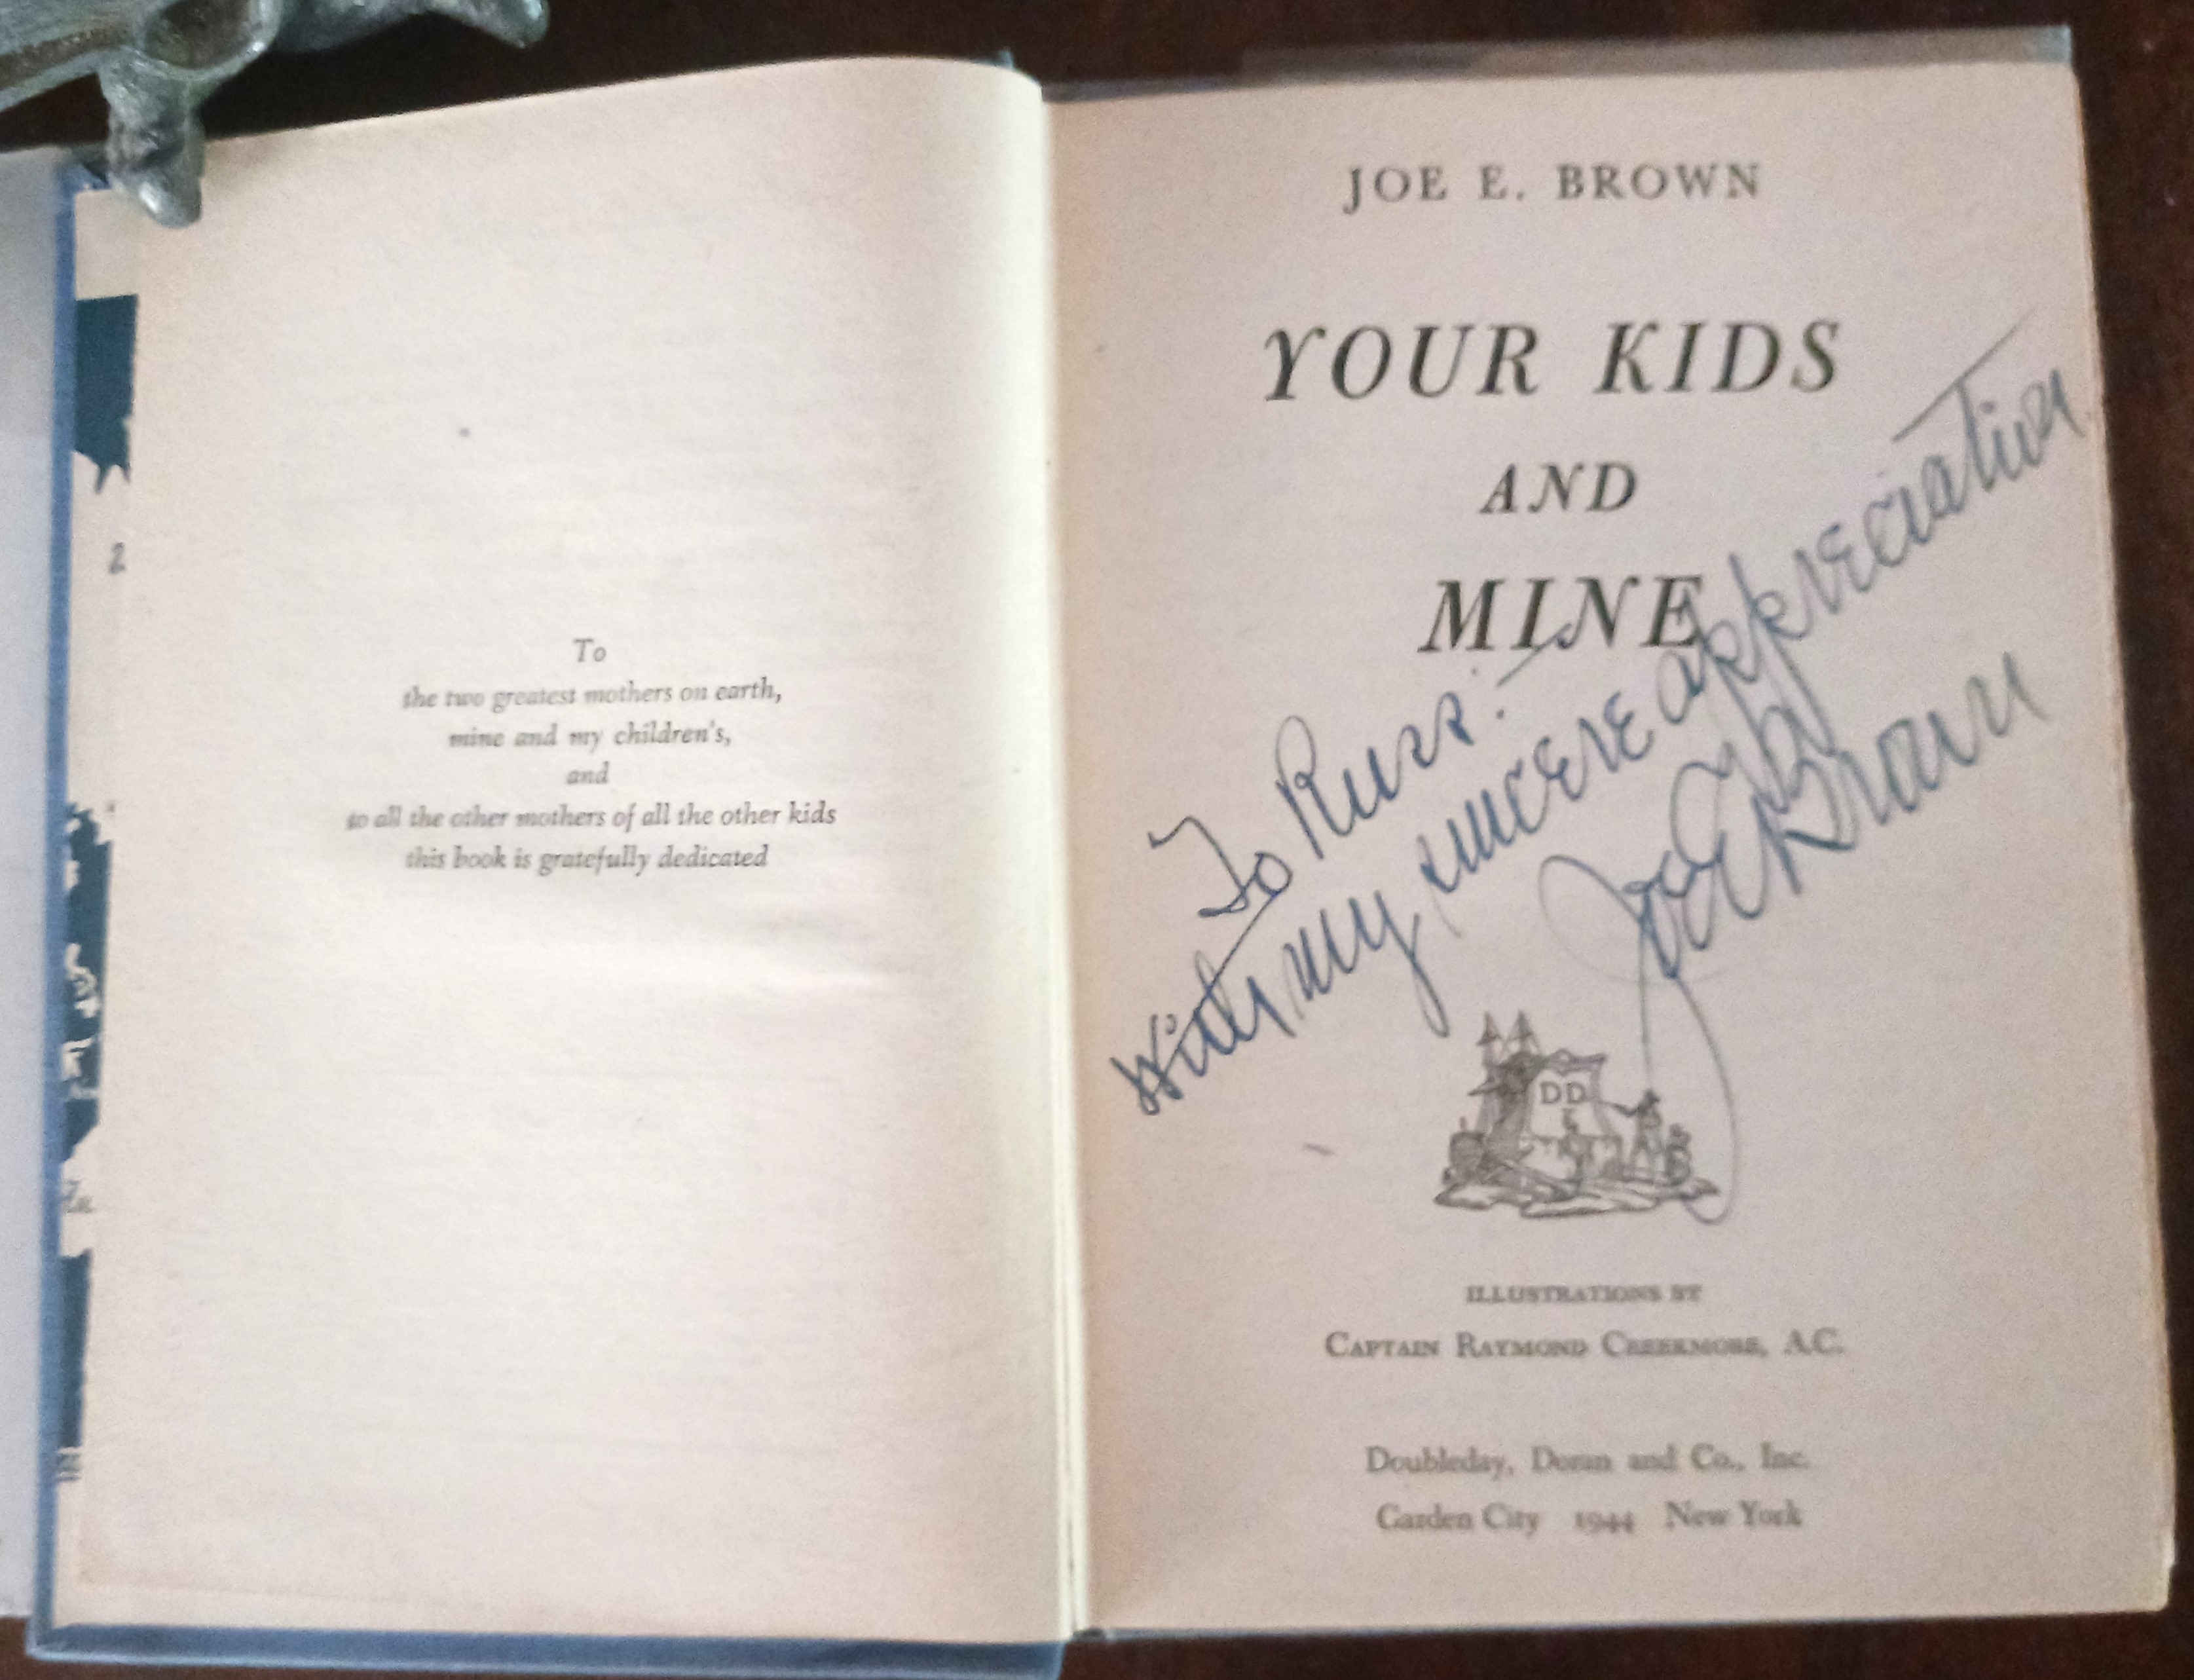 To
the two greatest mothers on earth,
mine and my children's,
and
to all the other mothers of all the other kids
this book is gratefully dedicated
JOE E. BROWN
YOUR KIDS
AND
MINE
To Russ:—
With my sincere appreciation
Joe E Brown
DD
ILLUSTRATIONS BY
CAPTAIN RAYMOND CREEKMORE, A.C.
Doubleday, Doran and Co., Inc.
Garden City 1944 New York